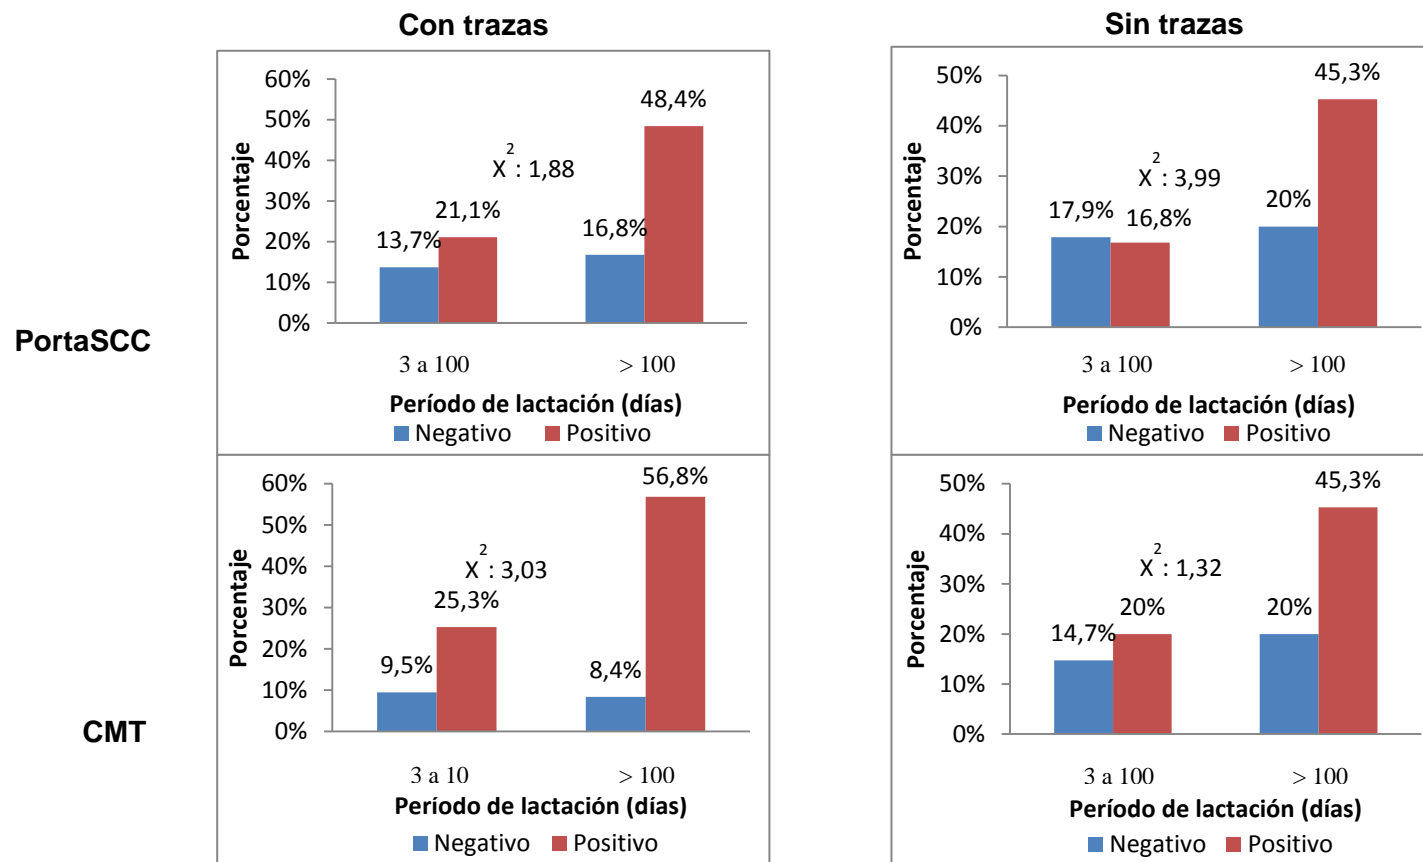 Con trazas
Sin trazas
PortaSCC
60%
50%
40%
30%
20%
10%
0%
Porcentaje
13,7%
21,1%
X²: 1,88
16,8%
48,4%
3 a 100
> 100
Período de lactación (días)
Negativo Positivo
50%
40%
30%
20%
10%
0%
Porcentaje
17,9%
16,8%
X²: 3,99
20%
45,3%
3 a 100
> 100
Período de lactación (días)
Negativo Positivo
CMT
60%
50%
40%
30%
20%
10%
0%
Porcentaje
9,5%
25,3%
X²: 3,03
8,4%
56,8%
3 a 10
> 100
Período de lactación (días)
Negativo Positivo
50%
40%
30%
20%
10%
0%
Porcentaje
14,7%
20%
X²: 1,32
20%
45,3%
3 a 100
> 100
Período de lactación (días)
Negativo Positivo